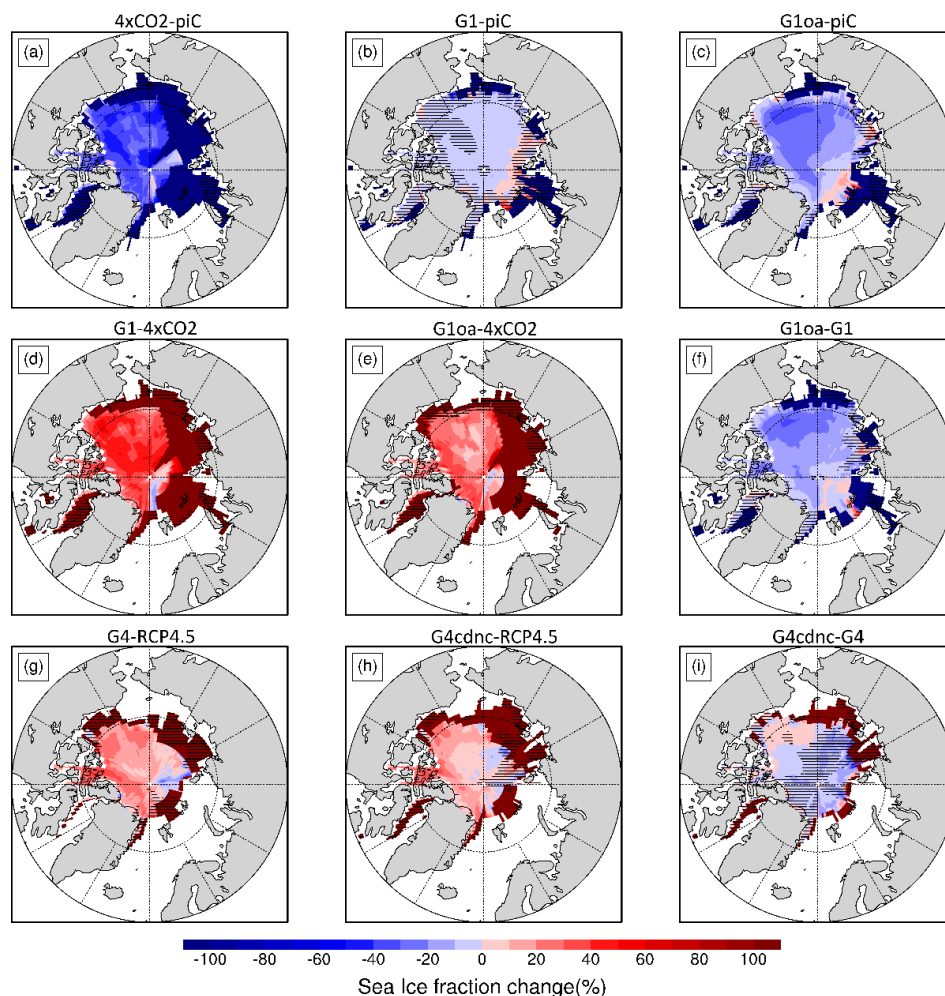 4xCO2-piC G1-piC G1oa-piC
(a) (b) (c)
G1-4xCO2 G1oa-4xCO2 G1oa-G1
(d) (e) (f)
G4-RCP4.5 G4cdnc-RCP4.5 G4cdnc-G4
(g) (h) (i)
-100 -80 -60 -40 -20 0 20 40 60 80 100
Sea Ice fraction change(%)